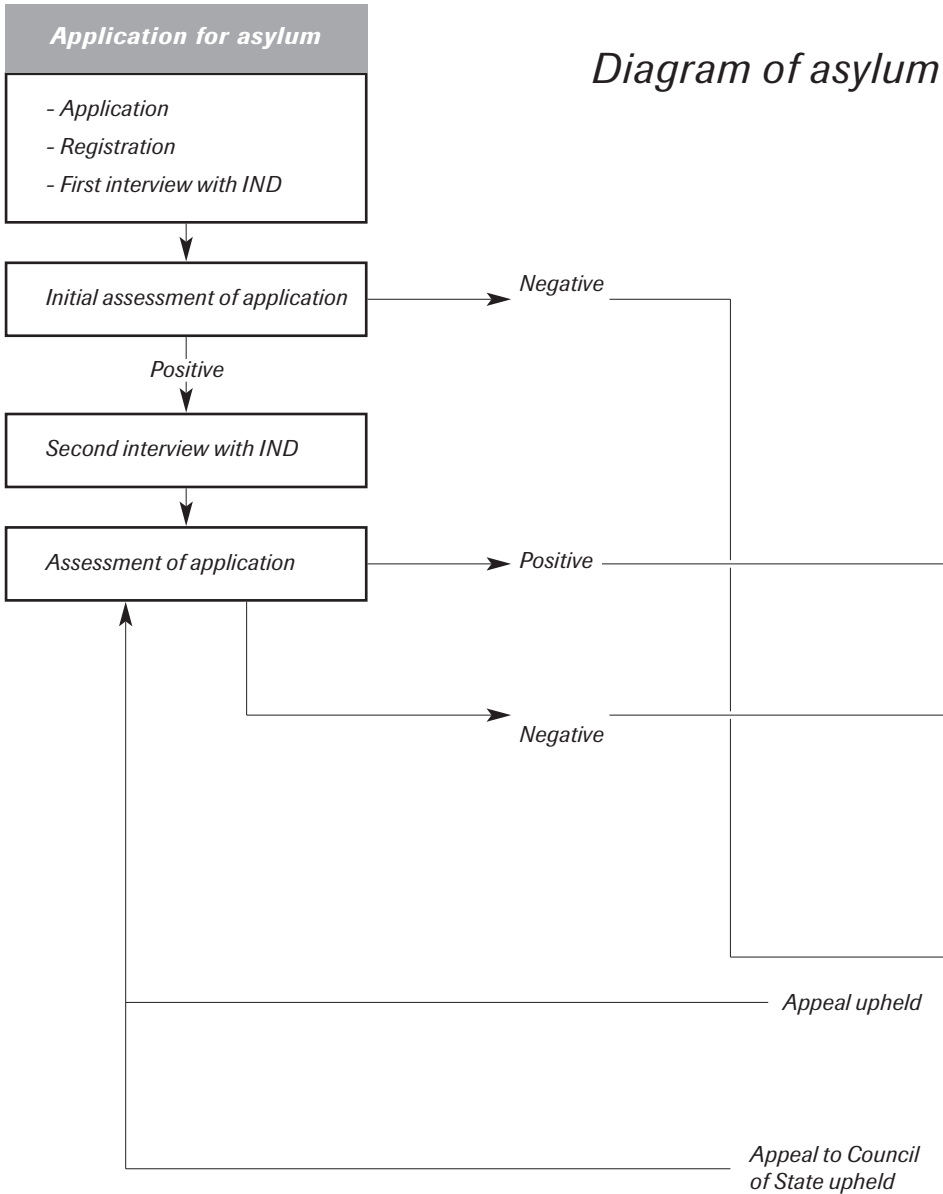 Application for asylum
Diagram of asylum
- Application
- Registration
- First interview with IND
Initial assessment of application
Negative
Positive
Second interview with IND
Assessment of application
Positive
Negative
Appeal upheld
Appeal to Council
of State upheld